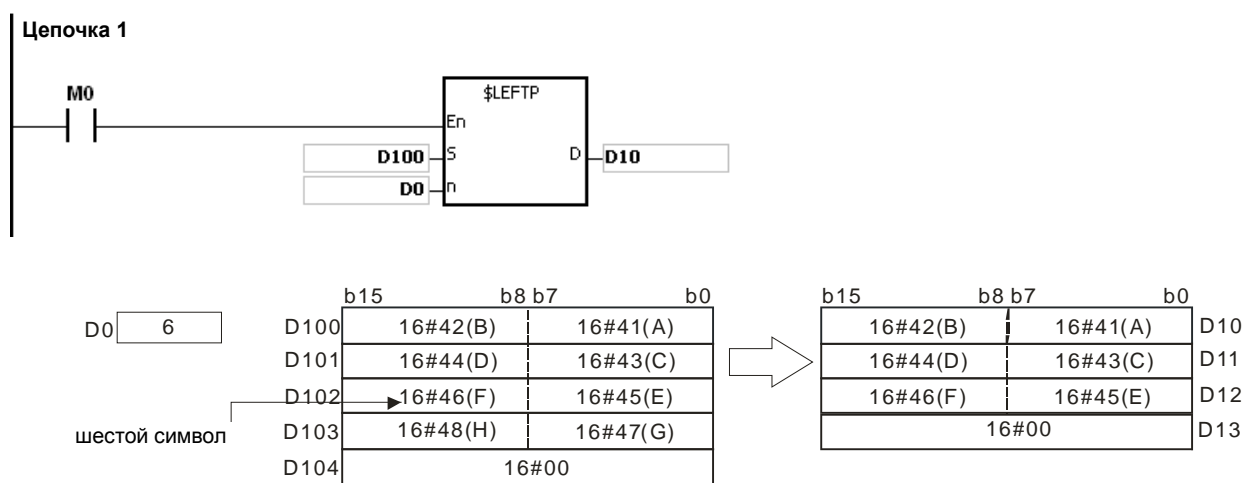 Цепочка 1
M0
$LEFTP
En
D100 S D D10
D0 n
b15 b8 b7 b0 b15 b8 b7 b0
D0 6 D100 16#42(B) 16#41(A) 16#42(B) 16#41(A) D10
D101 16#44(D) 16#43(C) 16#44(D) 16#43(C) D11
D102 16#46(F) 16#45(E) 16#46(F) 16#45(E) D12
шестой символ D103 16#48(H) 16#47(G) 16#00 D13
D104 16#00